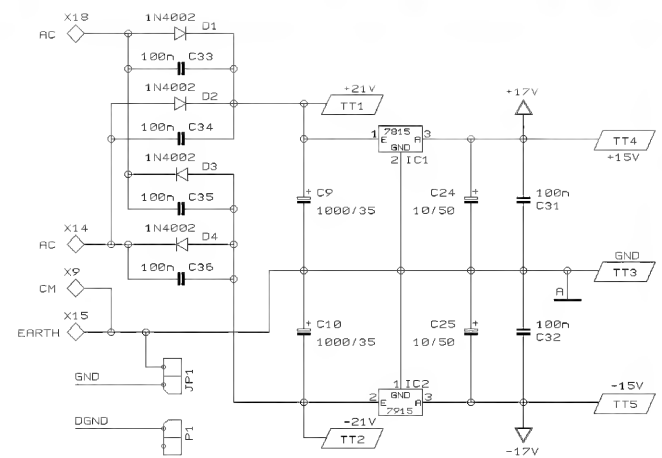 X18
AC
1N4002
D1
100n C33
1N4002
D2
100n C34
1N4002
D3
100n C35
X14
AC
1N4002
D4
100n C36
X9
CM
X15
EARTH
GND
JP1
DGND
P1
+21V
TT1
1 7815 3
E A
GND
2 IC1
+17V
TT4
+15V
+ C9
1000/35
C24 +
10/50
100n
C31
GND
TT3
A
+ C10
1000/35
C25 +
10/50
100n
C32
1 IC2
2 GND 3
E A
7915
-21V
TT2
-15V
TT5
-17V